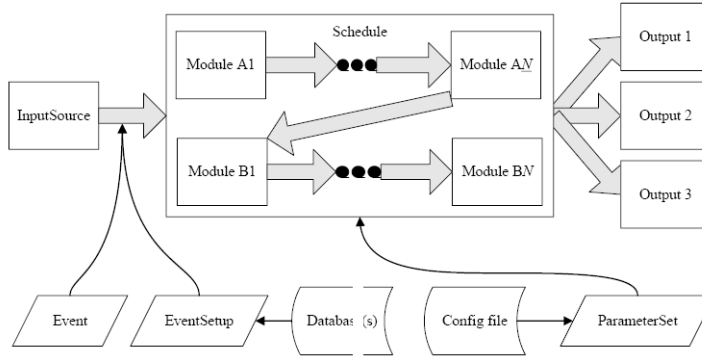 Schedule
Output 1
Module A1
Module AN
InputSource
Output 2
Module B1
Module BN
Output 3
Event
EventSetup
Databas (s)
Config file
ParameterSet